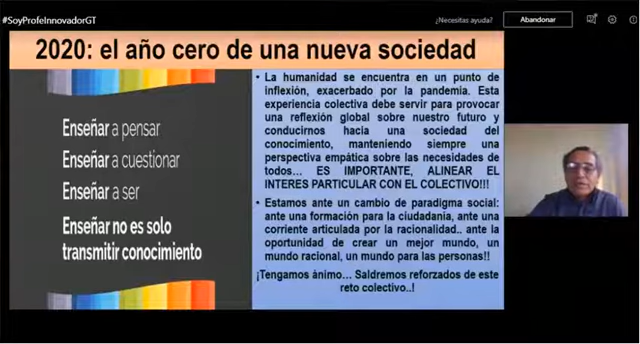 #SoyProfeInnovadorGT
¿Necesitas ayuda?
Abandonar
2020: el año cero de una nueva sociedad
Enseñar a pensar
Enseñar a cuestionar
Enseñar a ser
Enseñar no es solo
transmitir conocimiento
• La humanidad se encuentra en un punto de
inflexión, exacerbado por la pandemia. Esta
experiencia colectiva debe servir para provocar
una reflexión global sobre nuestro futuro y
conducirnos hacia una sociedad del
conocimiento, manteniendo siempre una
perspectiva empática sobre las necesidades de
todos... ES IMPORTANTE, ALINEAR EL
INTERES PARTICULAR CON EL COLECTIVO!!!
• Estamos ante un cambio de paradigma social:
ante una formación para la ciudadanía, ante una
corriente articulada por la racionalidad.. ante la
oportunidad de crear un mejor mundo, un
mundo racional, un mundo para las personas!!
¡Tengamos ánimo... Saldremos reforzados de este
reto colectivo..!